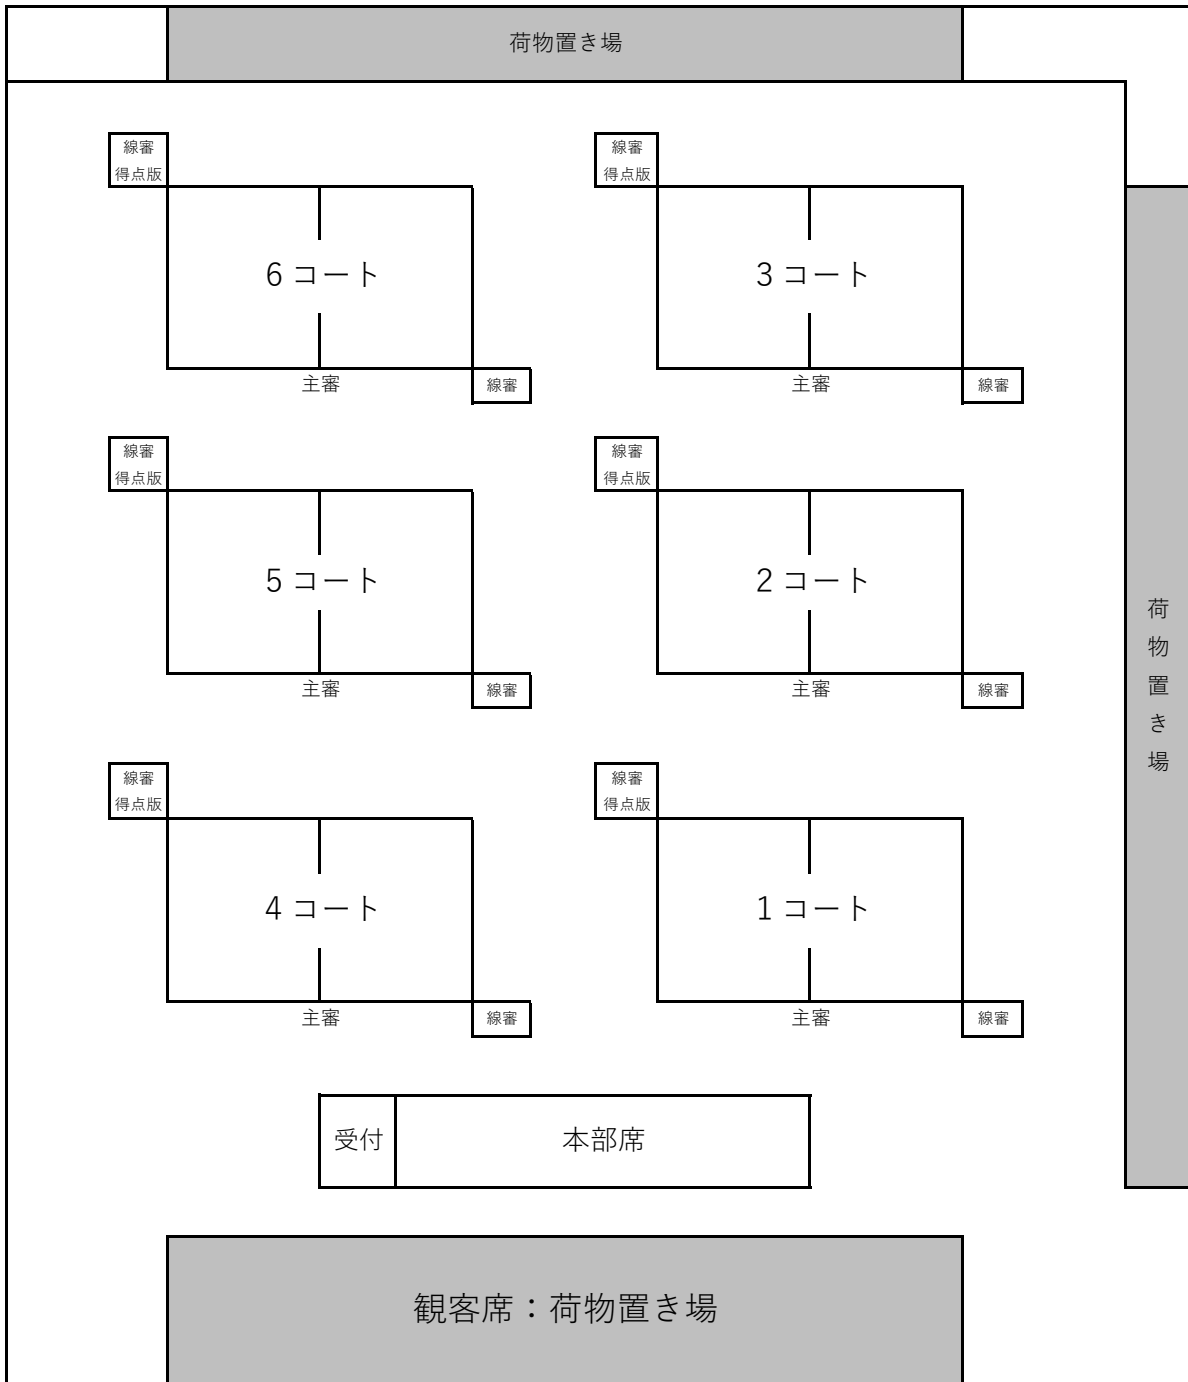 荷物置き場
線審
得点版
線審
得点版
6コート
3コート
主審
線審
主審
線審
線審
得点版
線審
得点版
5コート
2コート
荷物置き場
主審
線審
主審
線審
線審
得点版
線審
得点版
4コート
1コート
主審
線審
主審
線審
受付
本部席
観客席：荷物置き場